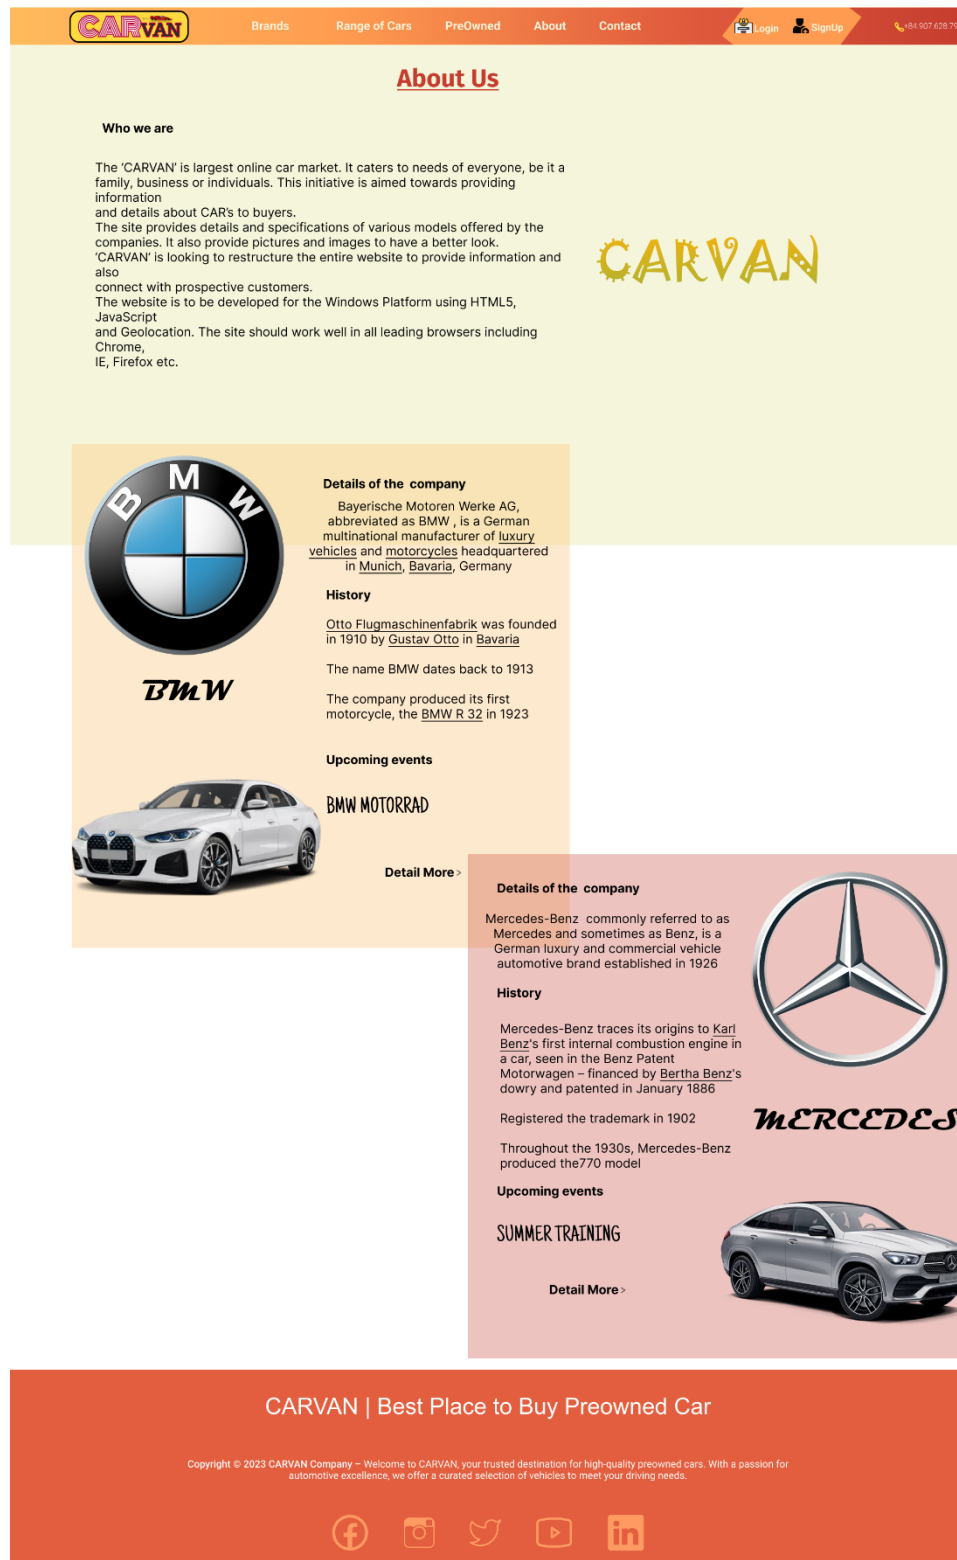 CARVAN
Brands
Range of Cars
PreOwned
About
Contact
Login
SignUp
+84.907.628.79
About Us
Who we are
The ‘CARVAN’ is largest online car market. It caters to needs of everyone, be it a
family, business or individuals. This initiative is aimed towards providing
information
and details about CAR’s to buyers.
The site provides details and specifications of various models offered by the
companies. It also provide pictures and images to have a better look.
‘CARVAN’ is looking to restructure the entire website to provide information and
also
connect with prospective customers.
The website is to be developed for the Windows Platform using HTML5,
JavaScript
and Geolocation. The site should work well in all leading browsers including
Chrome,
IE, Firefox etc.
CARVAN
BMW
BMW
Details of the  company
Bayerische Motoren Werke AG,
abbreviated as BMW , is a German
multinational manufacturer of luxury
vehicles and motorcycles headquartered
in Munich, Bavaria, Germany
History
Otto Flugmaschinenfabrik was founded
in 1910 by Gustav Otto in Bavaria
The name BMW dates back to 1913
The company produced its first
motorcycle, the BMW R 32 in 1923
Upcoming events
BMW MOTORRAD
Detail More >
Details of the  company
Mercedes-Benz  commonly referred to as
Mercedes and sometimes as Benz, is a
German luxury and commercial vehicle
automotive brand established in 1926
History
Mercedes-Benz traces its origins to Karl
Benz's first internal combustion engine in
a car, seen in the Benz Patent
Motorwagen – financed by Bertha Benz's
dowry and patented in January 1886
Registered the trademark in 1902
Throughout the 1930s, Mercedes-Benz
produced the770 model
Upcoming events
SUMMER TRAINING
Detail More >
MERCEDES
CARVAN | Best Place to Buy Preowned Car
Copyright © 2023 CARVAN Company – Welcome to CARVAN, your trusted destination for high-quality preowned cars. With a passion for
automotive excellence, we offer a curated selection of vehicles to meet your driving needs.